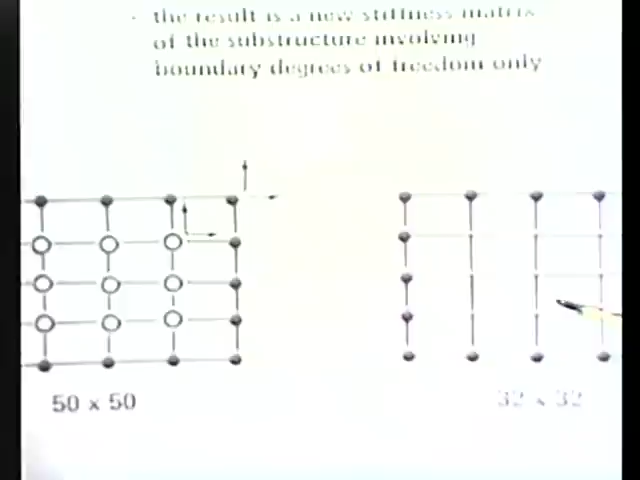 - the result is a new stiffness matrix
of the substructure involving
boundary degrees of freedom only
50 x 50
32 x 32